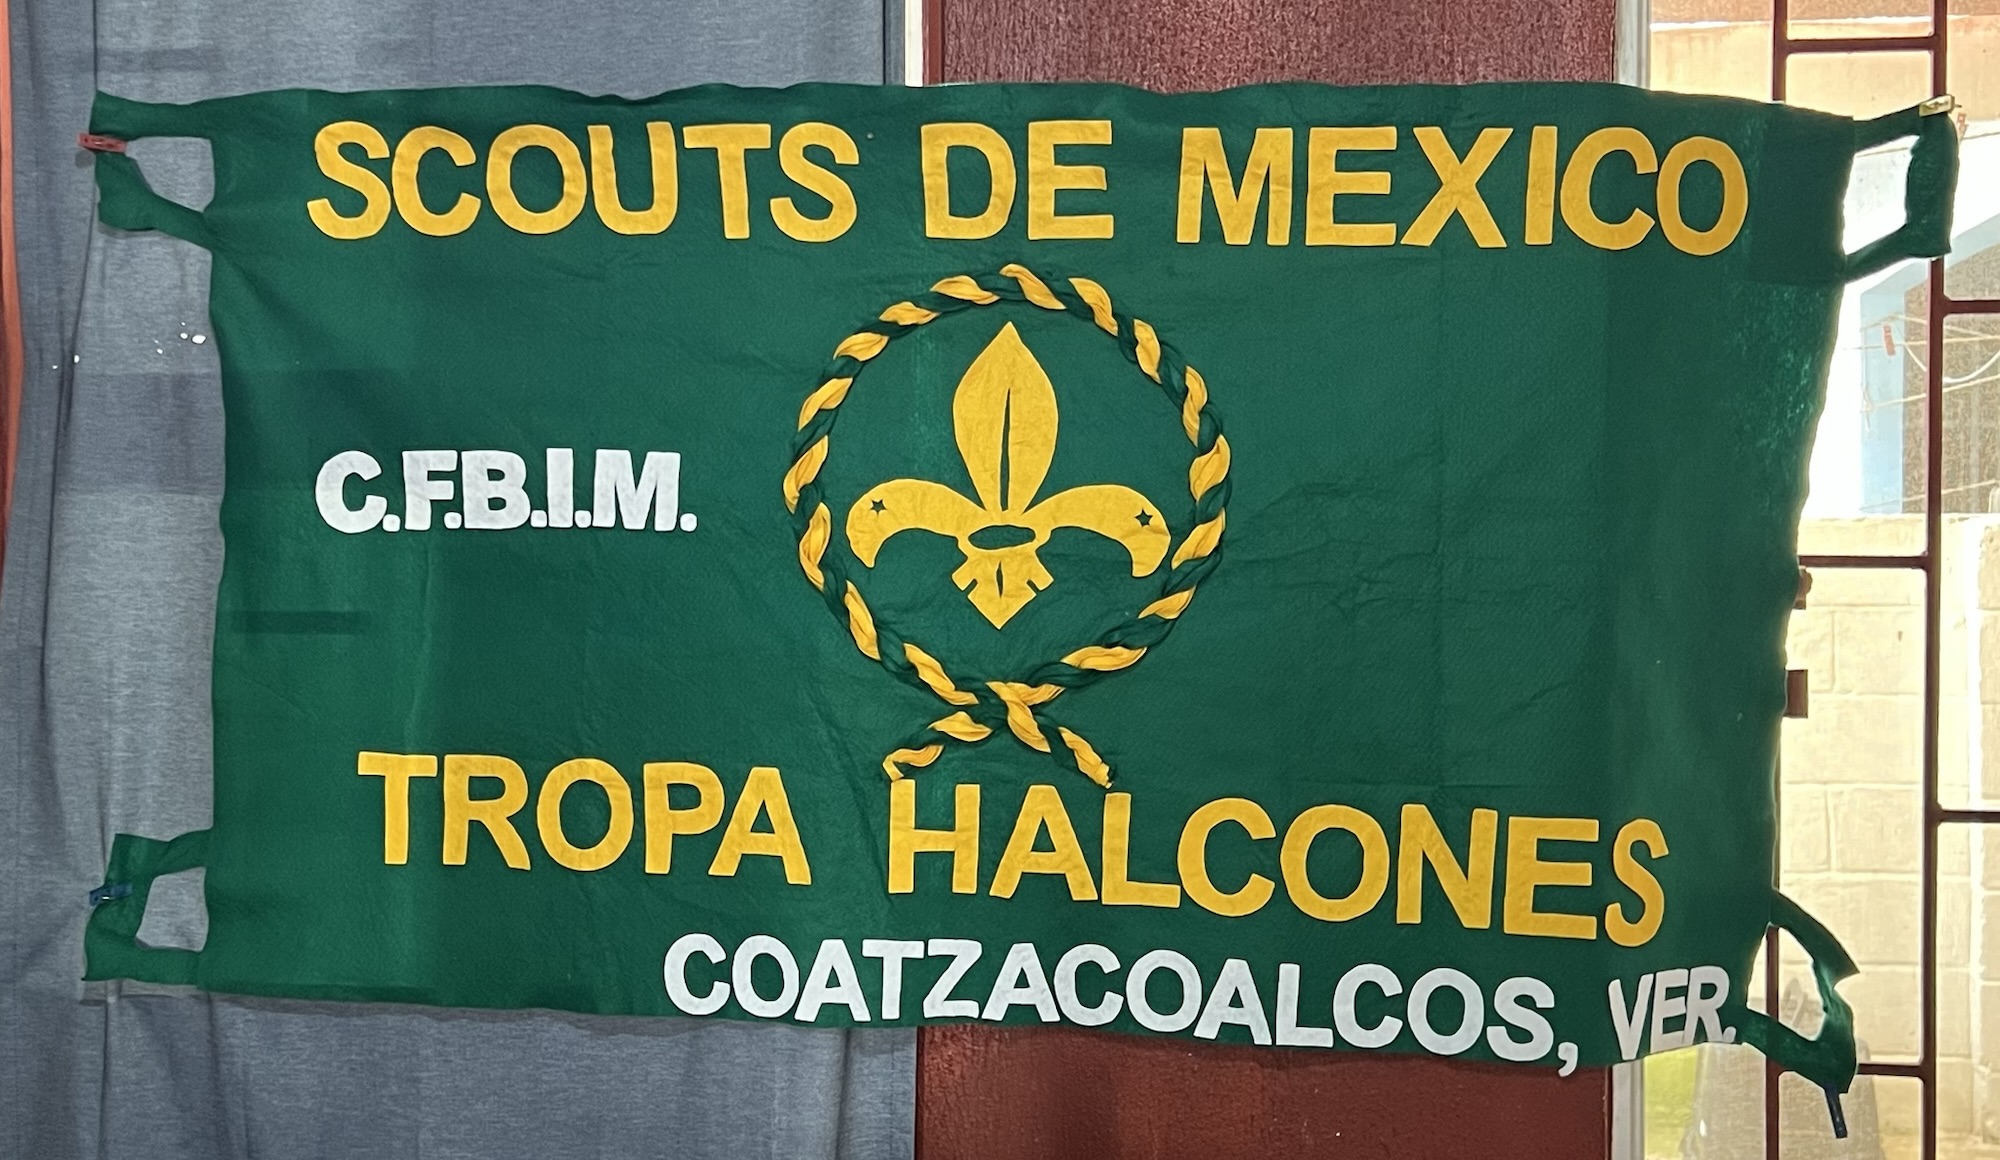 SCOUTS DE MEXICO
C.F.B.I.M.
TROPA HALCONES
COATZACOALCOS, VER.